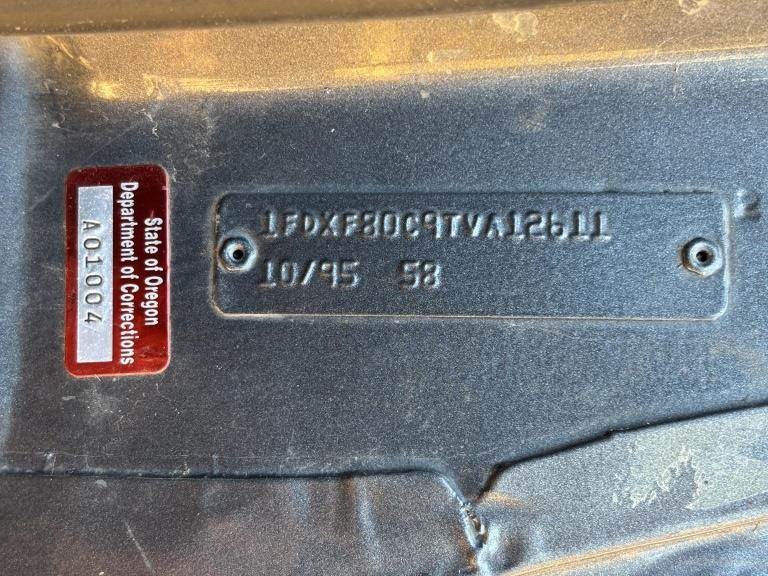 State of Oregon
Department of Corrections
A01004
1FDXF80C9TVA12611
10/95 58